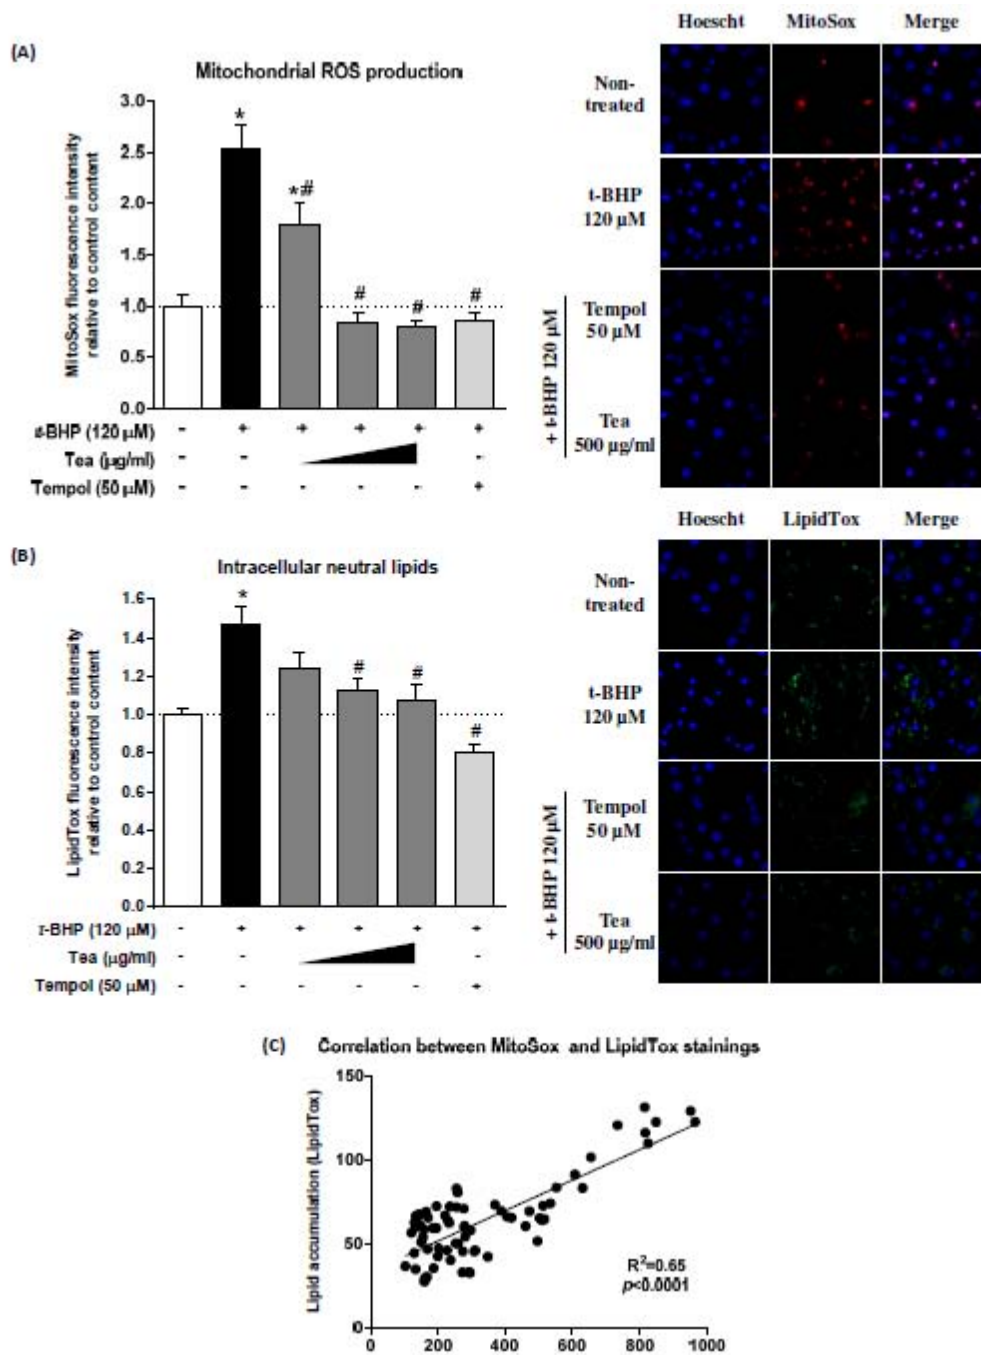 (A)
Mitochondrial ROS production
MitoSox fluorescence intensity
relative to control content
3.0
2.5
2.0
1.5
1.0
0.5
0.0
*
*#
#
#
#
t-BHP (120 µM)
- + + + + +
Tea (µg/ml)
- - -
Tempol (50 µM)
- - - - - +
Hoescht MitoSox Merge
Non-
treated
t-BHP
120 µM
+ t-BHP 120 µM
Tempol
50 µM
Tea
500 µg/ml
(B)
Intracellular neutral lipids
LipidTox fluorescence intensity
relative to control content
1.6
1.4
1.2
1.0
0.8
0.6
0.4
0.2
0.0
*
#
#
#
t-BHP (120 µM)
- + + + + +
Tea (µg/ml)
- - -
Tempol (50 µM)
- - - - - +
Hoescht LipidTox Merge
Non-
treated
t-BHP
120 µM
+ t-BHP 120 µM
Tempol
50 µM
Tea
500 µg/ml
(C) Correlation between MitoSox and LipidTox stainings
Lipid accumulation (LipidTox)
150
100
50
0
R²=0.65
p<0.0001
0 200 400 600 800 1000